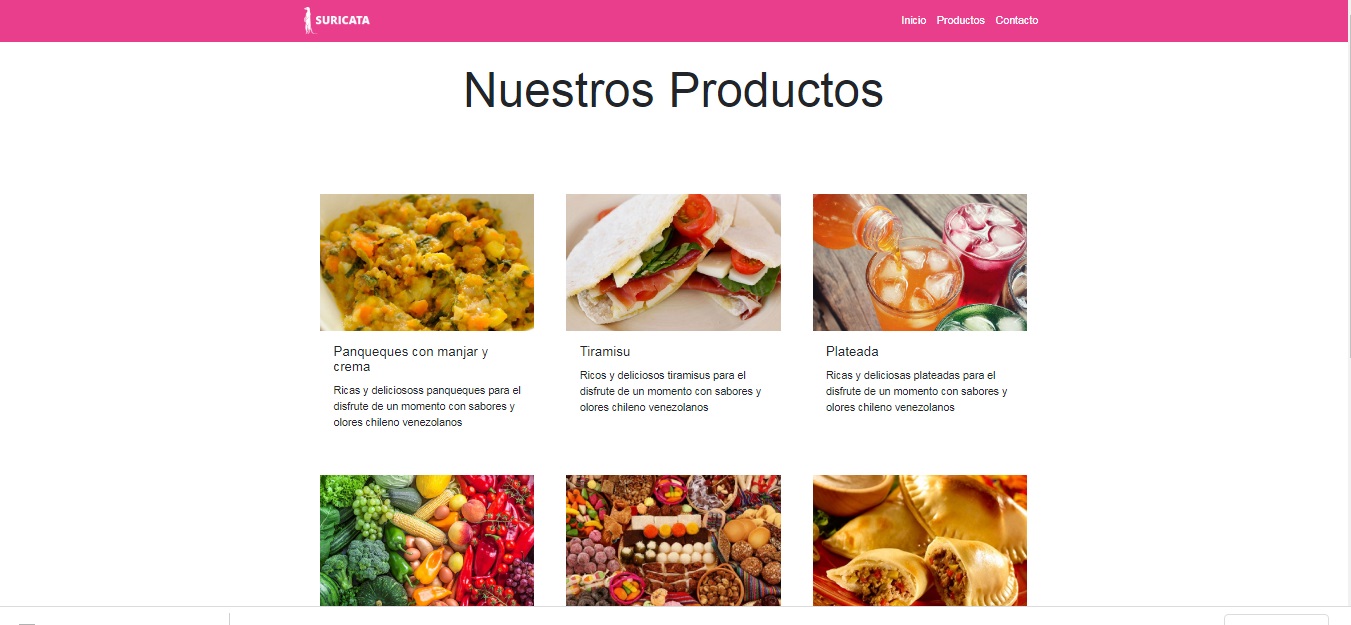 SURICATA
Inicio Productos Contacto
Nuestros Productos
Panqueques con manjar y
crema
Ricas y deliciososs panqueques para el
disfrute de un momento con sabores y
olores chileno venezolanos
Tiramisu
Ricos y deliciosos tiramisus para el
disfrute de un momento con sabores y
olores chileno venezolanos
Plateada
Ricas y deliciosas plateadas para el
disfrute de un momento con sabores y
olores chileno venezolanos